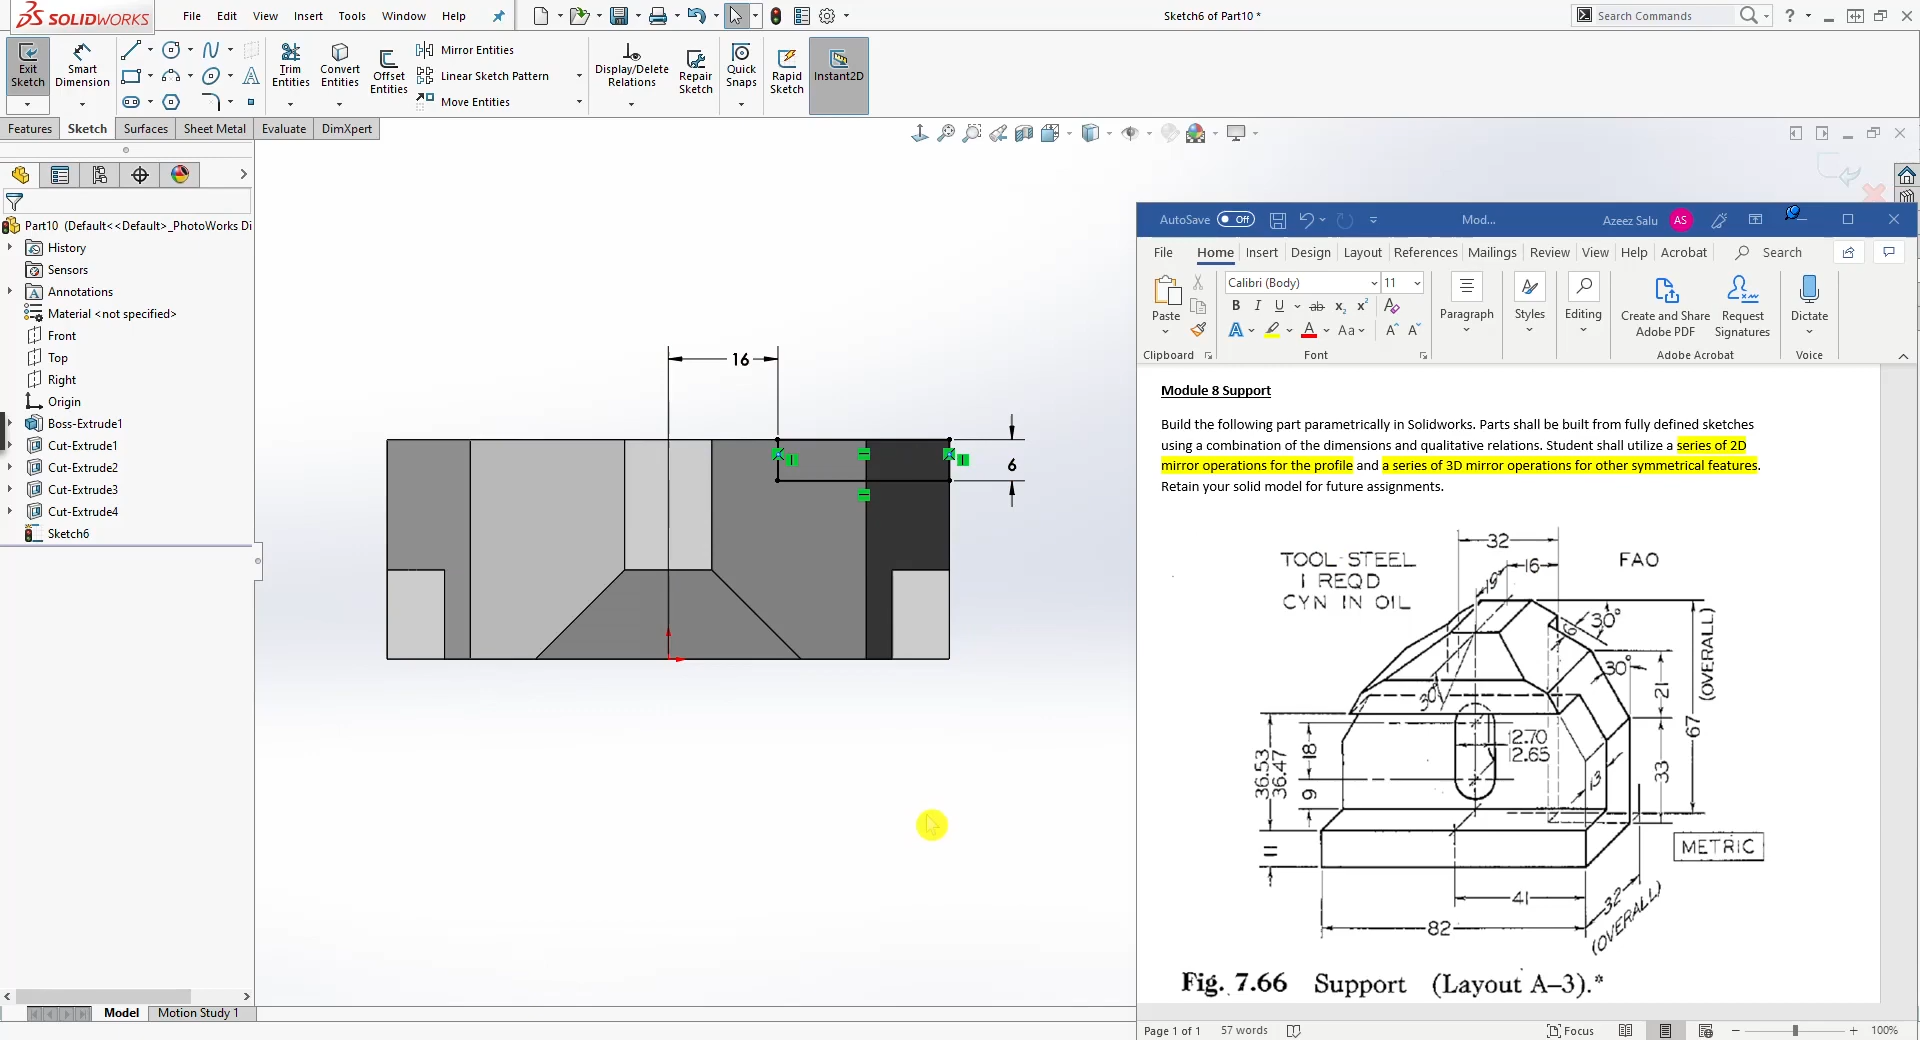 SOLIDWORKS
File Edit View Insert Tools Window Help
Sketch6 of Part10 *
Search Commands
Exit Sketch
Smart Dimension
Trim Entities
Convert Entities
Offset Entities
Mirror Entities
Linear Sketch Pattern
Move Entities
Display/Delete Relations
Repair Sketch
Quick Snaps
Rapid Sketch
Instant2D
Features Sketch Surfaces Sheet Metal Evaluate DimXpert
Part10 (Default<<Default>_PhotoWorks Di
History
Sensors
Annotations
Material <not specified>
Front
Top
Right
Origin
Boss-Extrude1
Cut-Extrude1
Cut-Extrude2
Cut-Extrude3
Cut-Extrude4
Sketch6
16
6
Model Motion Study 1
AutoSave Off Mod... Azeez Salu AS
File Home Insert Design Layout References Mailings Review View Help Acrobat Search
Paste
Calibri (Body) 11
B I U ab x₂ x²
A A Aa A A
Paragraph
Styles
Editing
Create and Share Adobe PDF
Request Signatures
Dictate
Clipboard Font Adobe Acrobat Voice
Module 8 Support
Build the following part parametrically in Solidworks. Parts shall be built from fully defined sketches
using a combination of the dimensions and qualitative relations. Student shall utilize a series of 2D
mirror operations for the profile and a series of 3D mirror operations for other symmetrical features.
Retain your solid model for future assignments.
TOOL-STEEL
1 REQD
CYN IN OIL
FAO
32
16
19
6
30°
30°
30°
(OVERALL)
21
67
33
12.70
12.65
18
36.53
36.47
9
13
11
METRIC
41
32
(OVERALL)
82
Fig. 7.66 Support (Layout A–3).*
Page 1 of 1 57 words Focus 100%